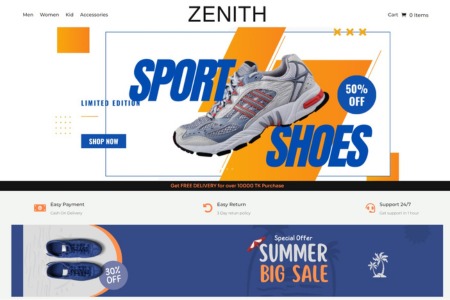 Men Women Kid Accessories
ZENITH
Cart 0 Items
SPORT
LIMITED EDITION
50%
OFF
SHOP NOW
SHOES
Get FREE DELIVERY for over 10000 TK Purchase
Easy Payment
Cash On Delivery
Easy Return
3 Day return policy
Support 24/7
Get support in 1 hour
Special Offer
SUMMER
BIG SALE
30%
OFF